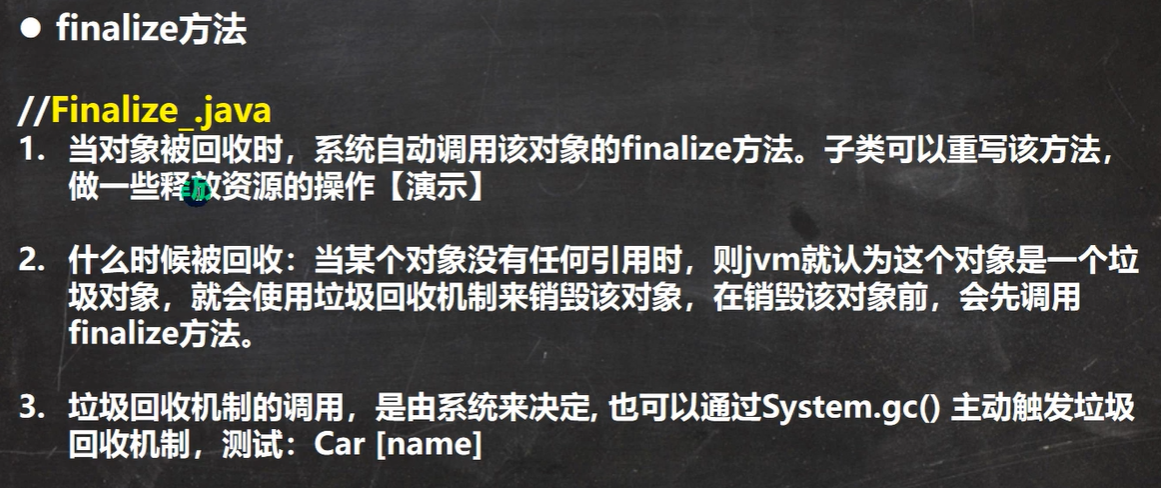 ● finalize方法
//Finalize_.java
1. 当对象被回收时，系统自动调用该对象的finalize方法。子类可以重写该方法，
做一些释放资源的操作【演示】
2. 什么时候被回收：当某个对象没有任何引用时，则jvm就认为这个对象是一个垃
圾对象，就会使用垃圾回收机制来销毁该对象，在销毁该对象前，会先调用
finalize方法。
3. 垃圾回收机制的调用，是由系统来决定, 也可以通过System.gc() 主动触发垃圾
回收机制，测试：Car [name]